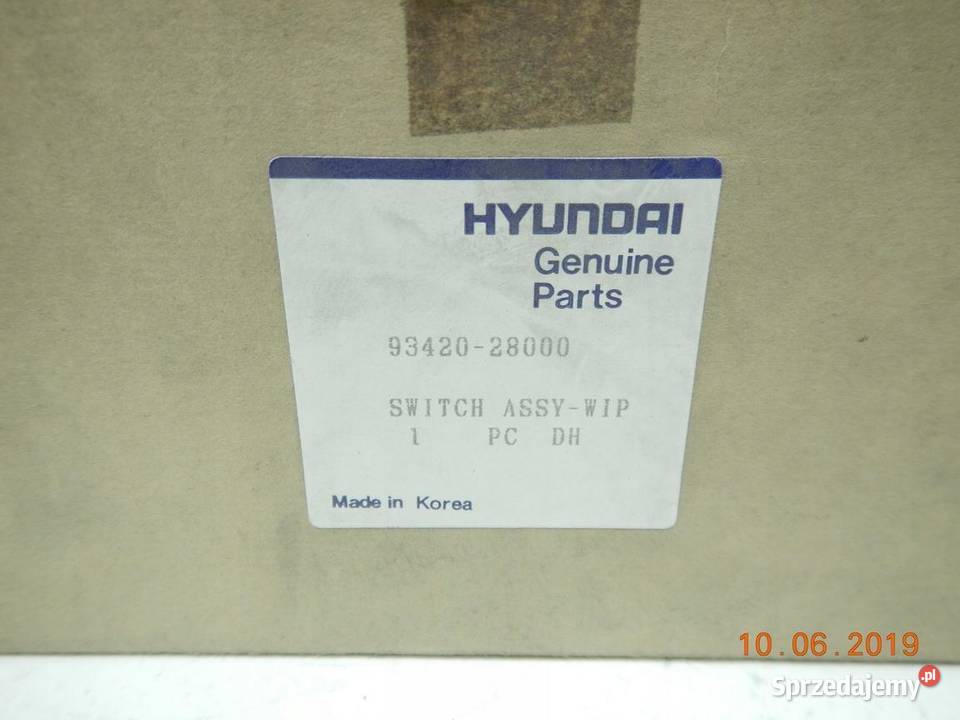 HYUNDAI
Genuine
Parts
93420-28000
SWITCH ASSY-WIP
1 PC DH
Made in Korea
10.06.2019
Sprzedajemy.pl